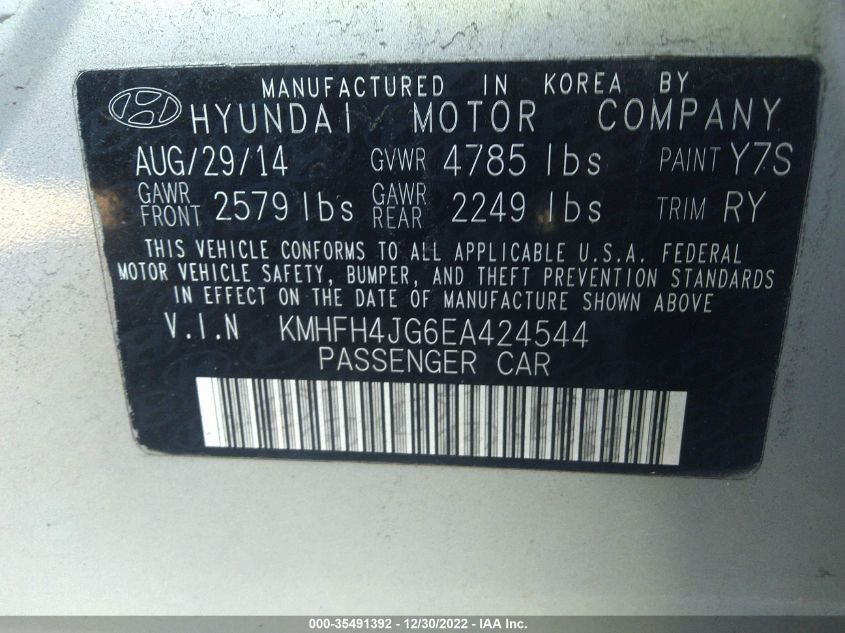 MANUFACTURED IN KOREA BY
HYUNDAI MOTOR COMPANY
AUG/29/14 GVWR 4785 lbs PAINT Y7S
GAWR FRONT 2579 lbs GAWR REAR 2249 lbs TRIM RY
THIS VEHICLE CONFORMS TO ALL APPLICABLE U.S.A. FEDERAL
MOTOR VEHICLE SAFETY, BUMPER, AND THEFT PREVENTION STANDARDS
IN EFFECT ON THE DATE OF MANUFACTURE SHOWN ABOVE
V.I.N KMHFH4JG6EA424544
PASSENGER CAR
000-35491392 - 12/30/2022 - IAA Inc.